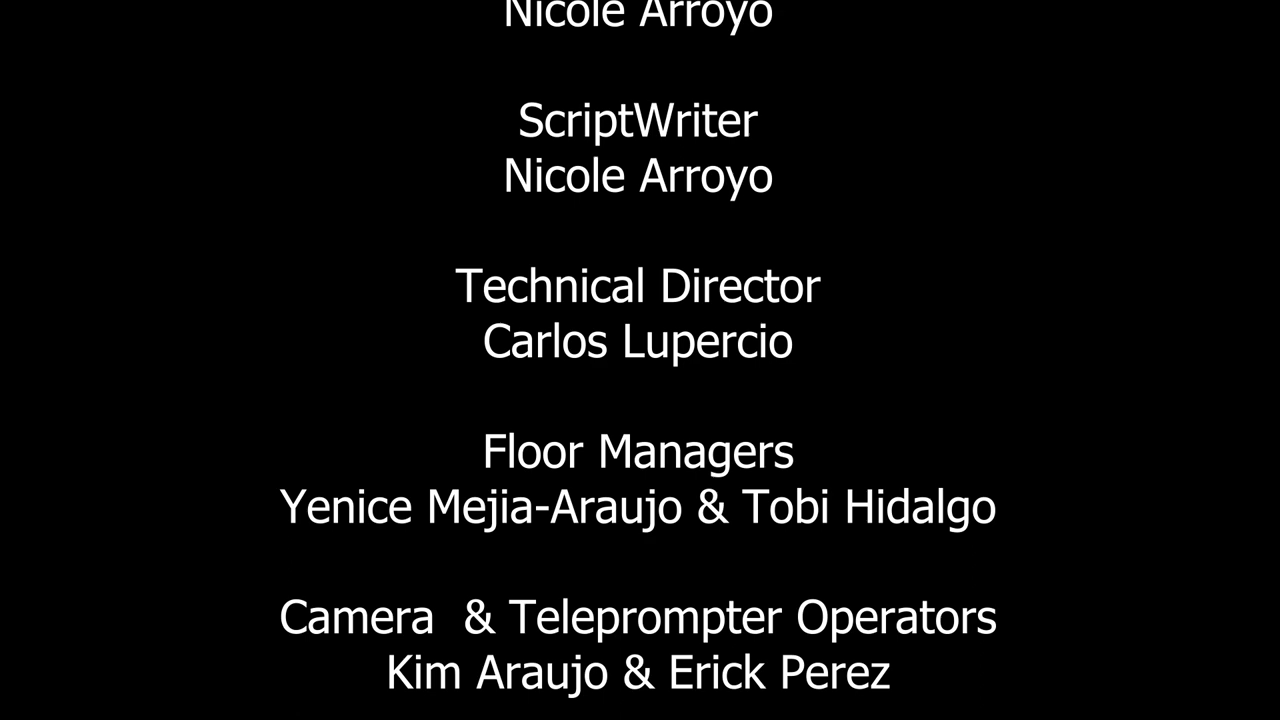 Nicole Arroyo
ScriptWriter
Nicole Arroyo
Technical Director
Carlos Lupercio
Floor Managers
Yenice Mejia-Araujo & Tobi Hidalgo
Camera  & Teleprompter Operators
Kim Araujo & Erick Perez